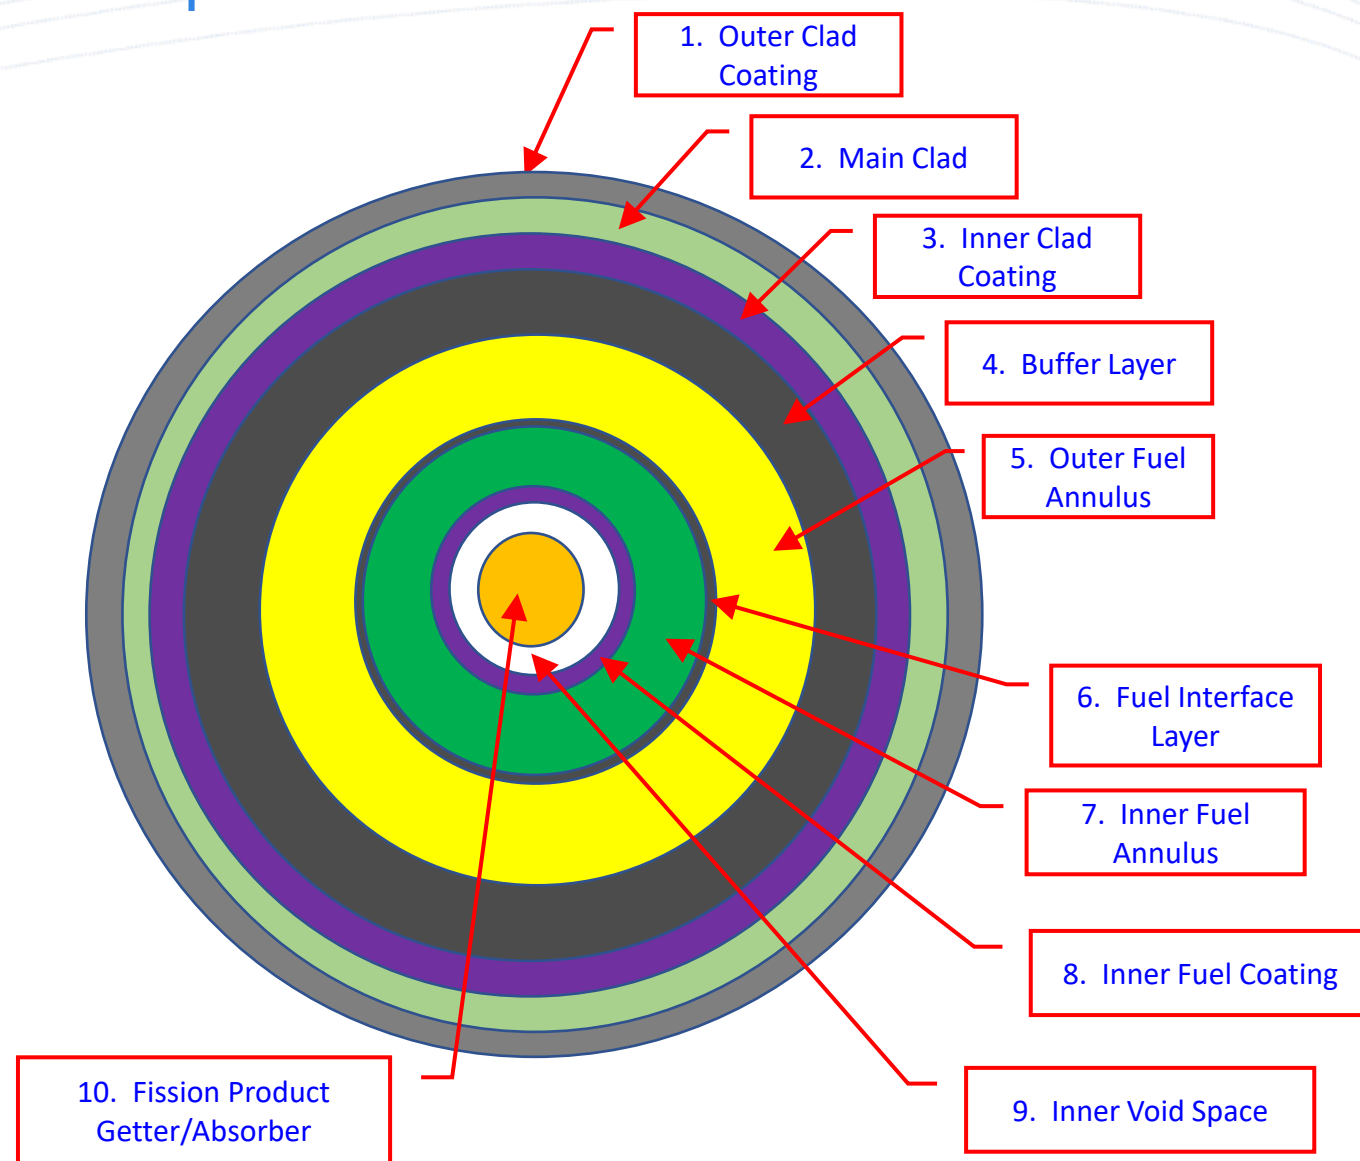 1. Outer Clad
Coating
2. Main Clad
3. Inner Clad
Coating
4. Buffer Layer
5. Outer Fuel
Annulus
6. Fuel Interface
Layer
7. Inner Fuel
Annulus
8. Inner Fuel Coating
9. Inner Void Space
10. Fission Product
Getter/Absorber